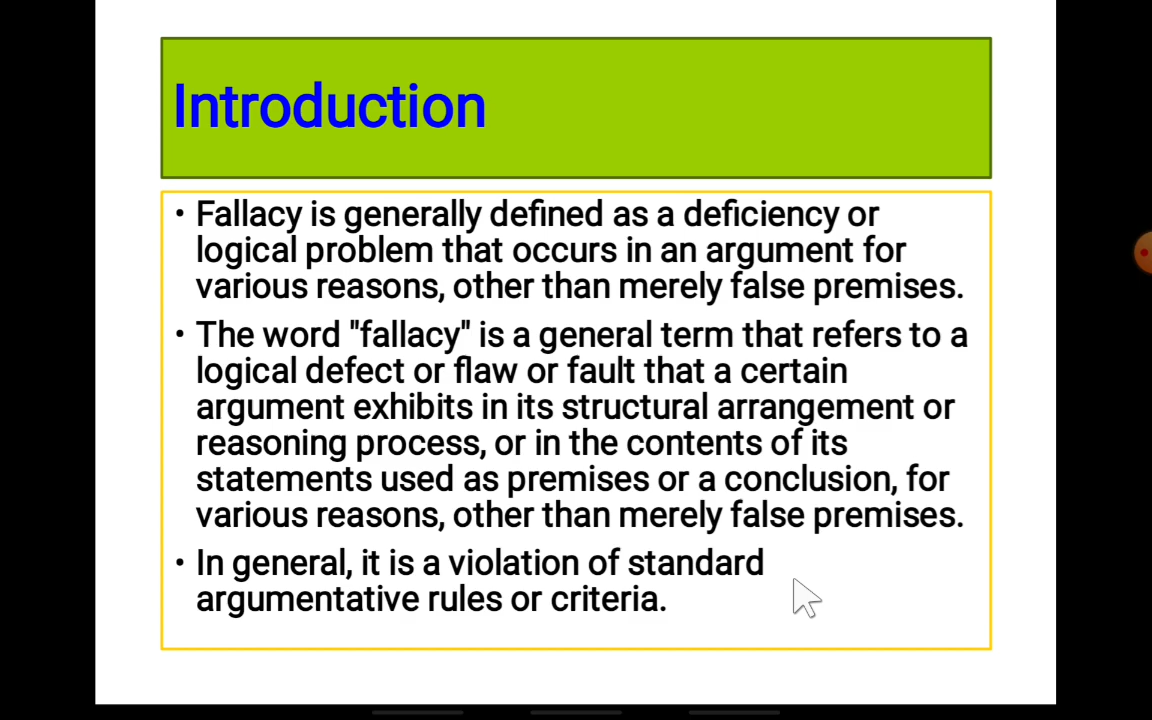 Introduction
• Fallacy is generally defined as a deficiency or
logical problem that occurs in an argument for
various reasons, other than merely false premises.
• The word "fallacy" is a general term that refers to a
logical defect or flaw or fault that a certain
argument exhibits in its structural arrangement or
reasoning process, or in the contents of its
statements used as premises or a conclusion, for
various reasons, other than merely false premises.
• In general, it is a violation of standard
argumentative rules or criteria.